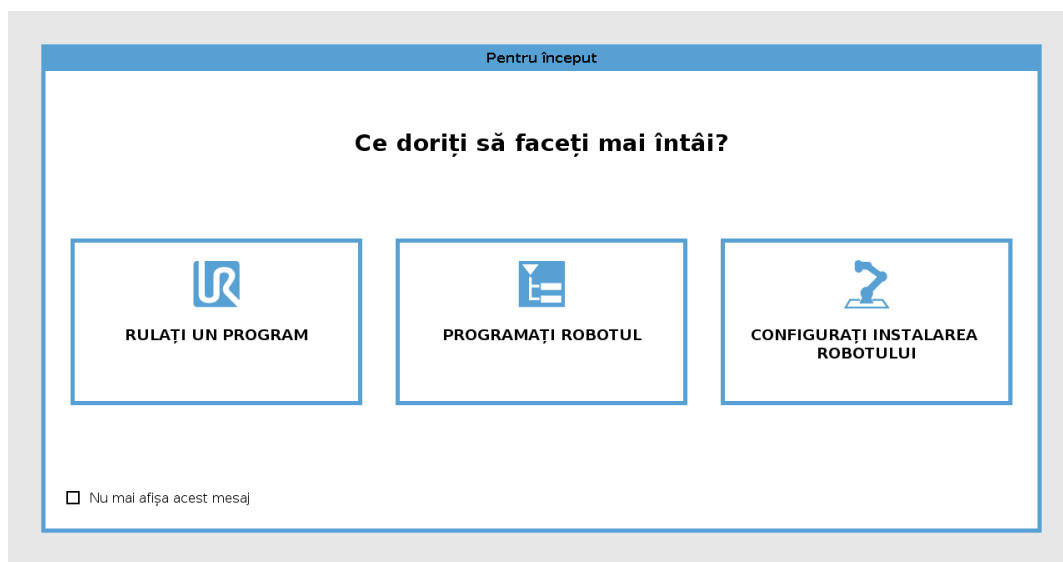 Pentru început
Ce doriți să faceți mai întâi?
RULAȚI UN PROGRAM
PROGRAMAȚI ROBOTUL
CONFIGURAȚI INSTALAREA
ROBOTULUI
Nu mai afișa acest mesaj